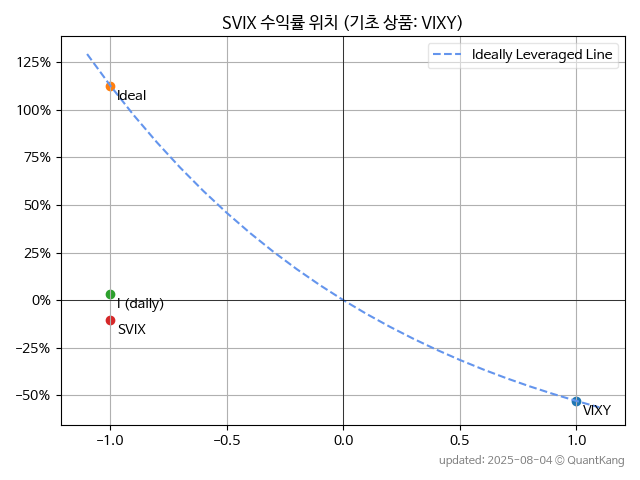 SVIX 수익률 위치 (기초 상품: VIXY)
Ideally Leveraged Line
125%
100%
75%
50%
25%
0%
−25%
−50%
Ideal
I (daily)
SVIX
VIXY
−1.0 −0.5 0.0 0.5 1.0
updated: 2025-08-04 © QuantKang